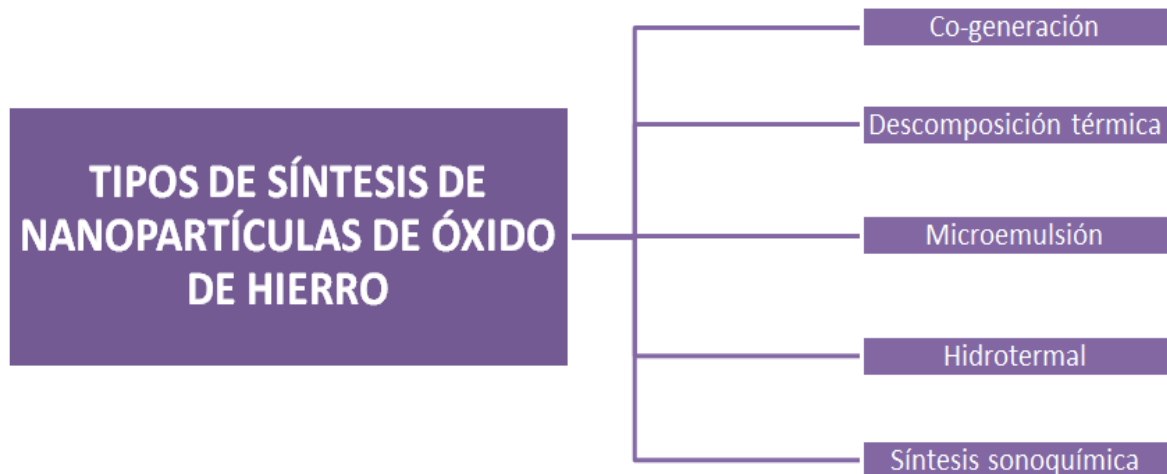 TIPOS DE SÍNTESIS DE
NANOPARTÍCULAS DE ÓXIDO
DE HIERRO
Co-generación
Descomposición térmica
Microemulsión
Hidrotermal
Síntesis sonoquímica